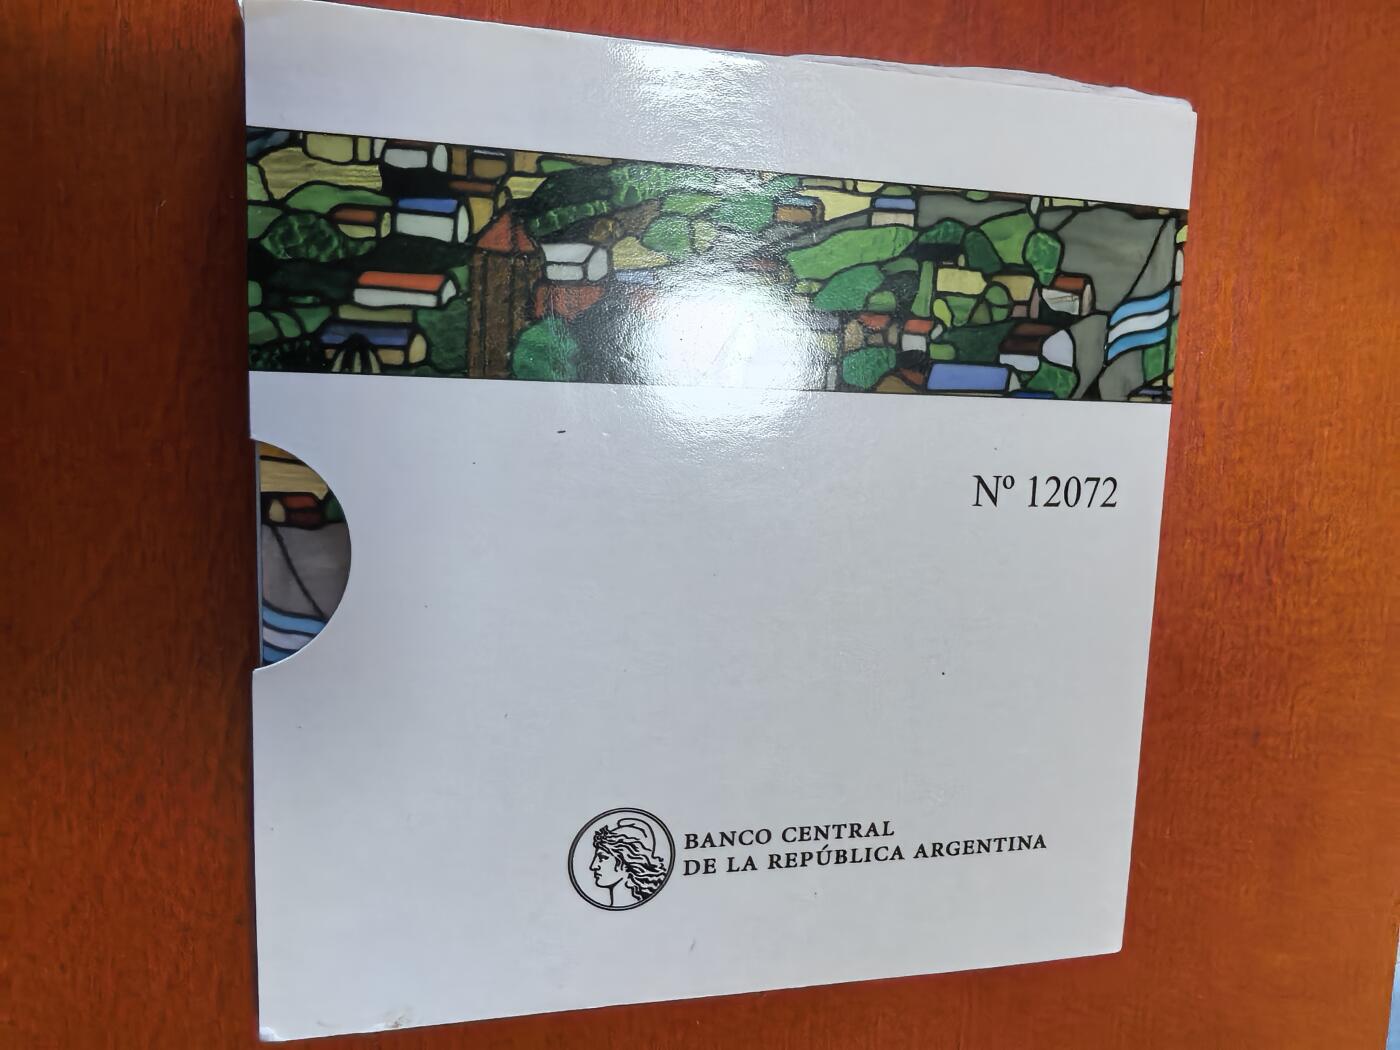 Nº 12072
BANCO CENTRAL
DE LA REPÚBLICA ARGENTINA